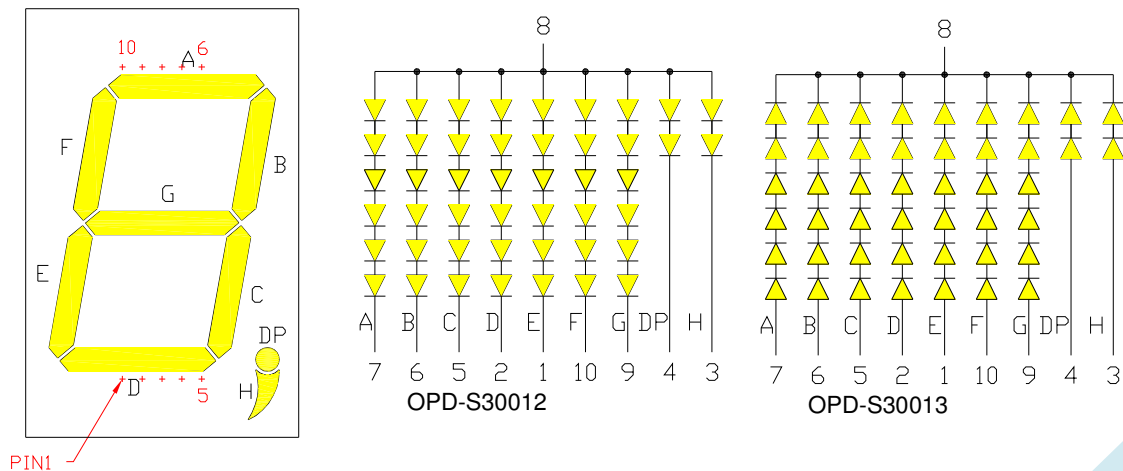 10 A 6
F
B
G
E
C
DP
D 5 H
PIN1
8
A B C D E F G DP H
7 6 5 2 1 10 9 4 3
OPD-S30012
8
A B C D E F G DP H
7 6 5 2 1 10 9 4 3
OPD-S30013